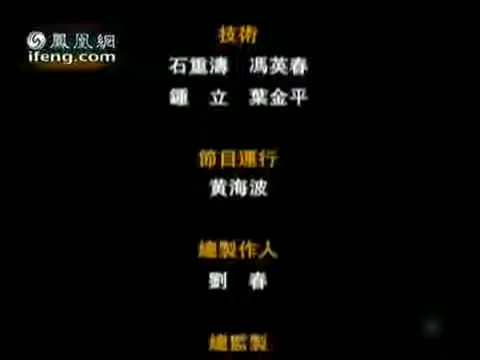 鳳凰網
ifeng.com
技術
石重濤　馮英春
鍾　立　葉金平
節目運行
黃海波
總製作人
劉　春
總監製